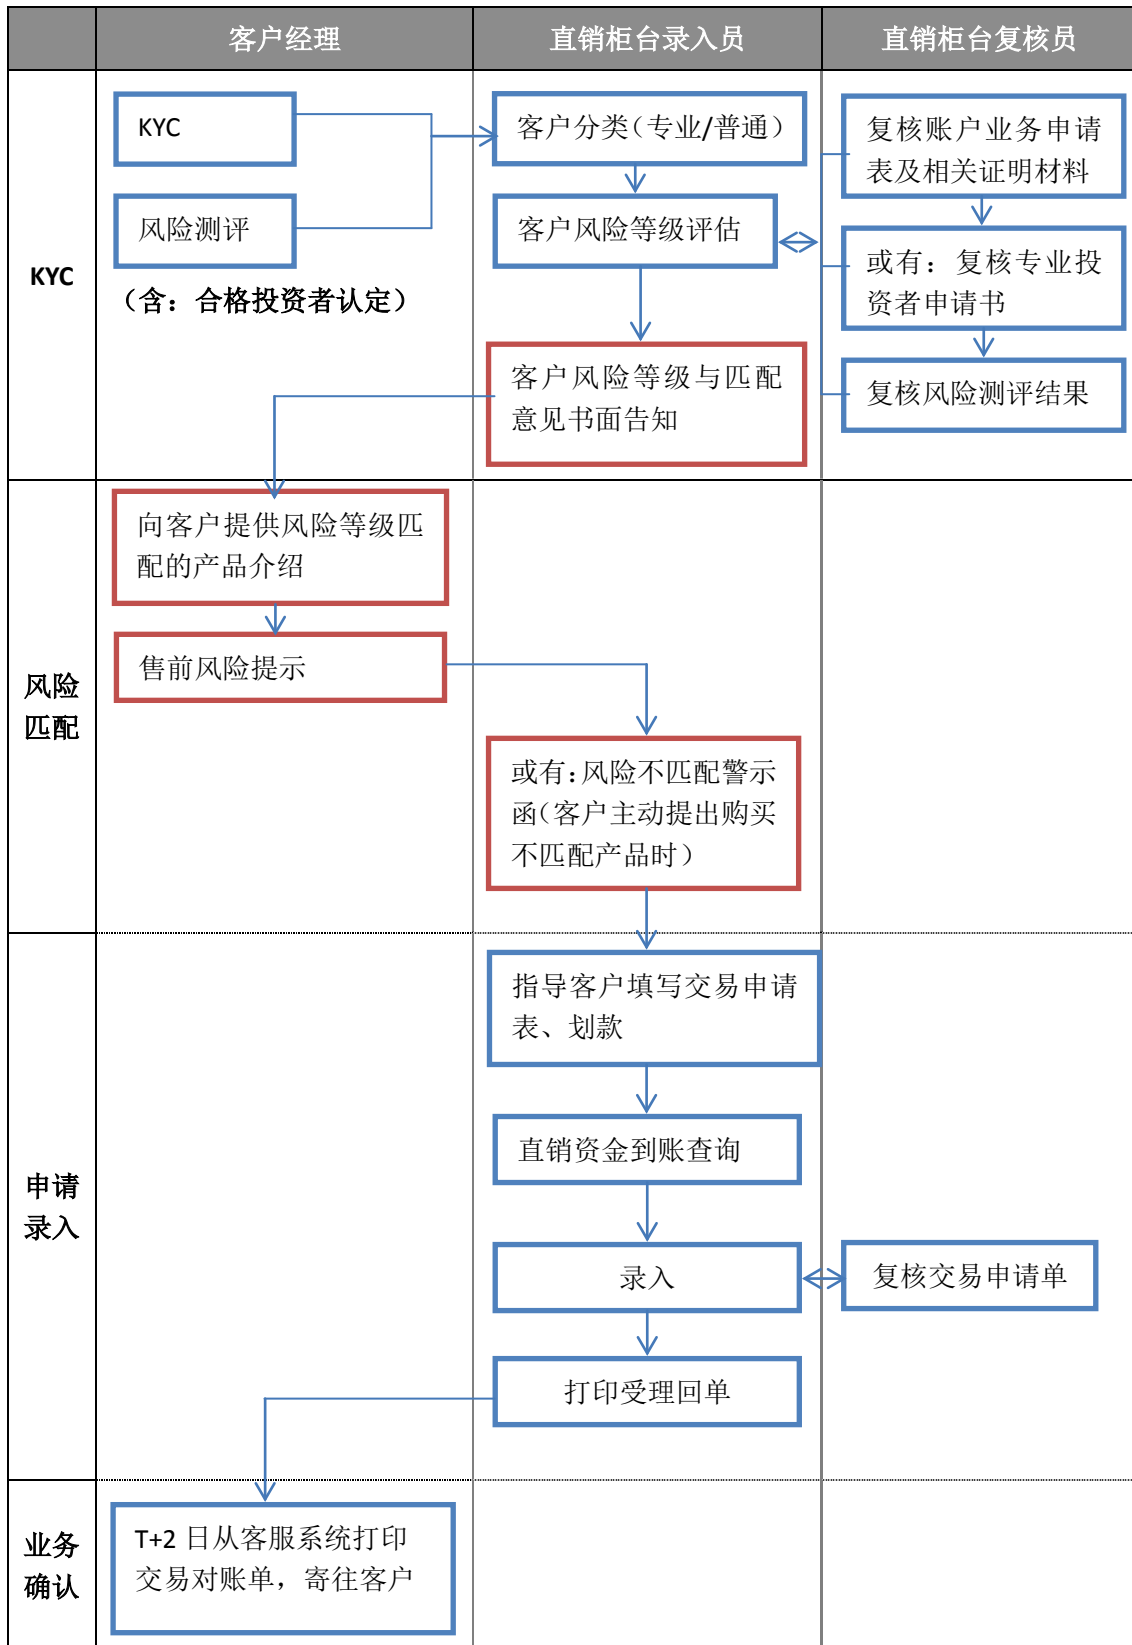 客户经理 直销柜台录入员 直销柜台复核员
KYC
KYC
风险测评
（含：合格投资者认定）
客户分类（专业/普通）
客户风险等级评估
客户风险等级与匹配
意见书面告知
复核账户业务申请
表及相关证明材料
或有：复核专业投
资者申请书
复核风险测评结果
风险
匹配
向客户提供风险等级匹
配的产品介绍
售前风险提示
或有：风险不匹配警示
函（客户主动提出购买
不匹配产品时）
申请
录入
指导客户填写交易申请
表、划款
直销资金到账查询
录入
复核交易申请单
打印受理回单
业务
确认
T+2 日从客服系统打印
交易对账单，寄往客户